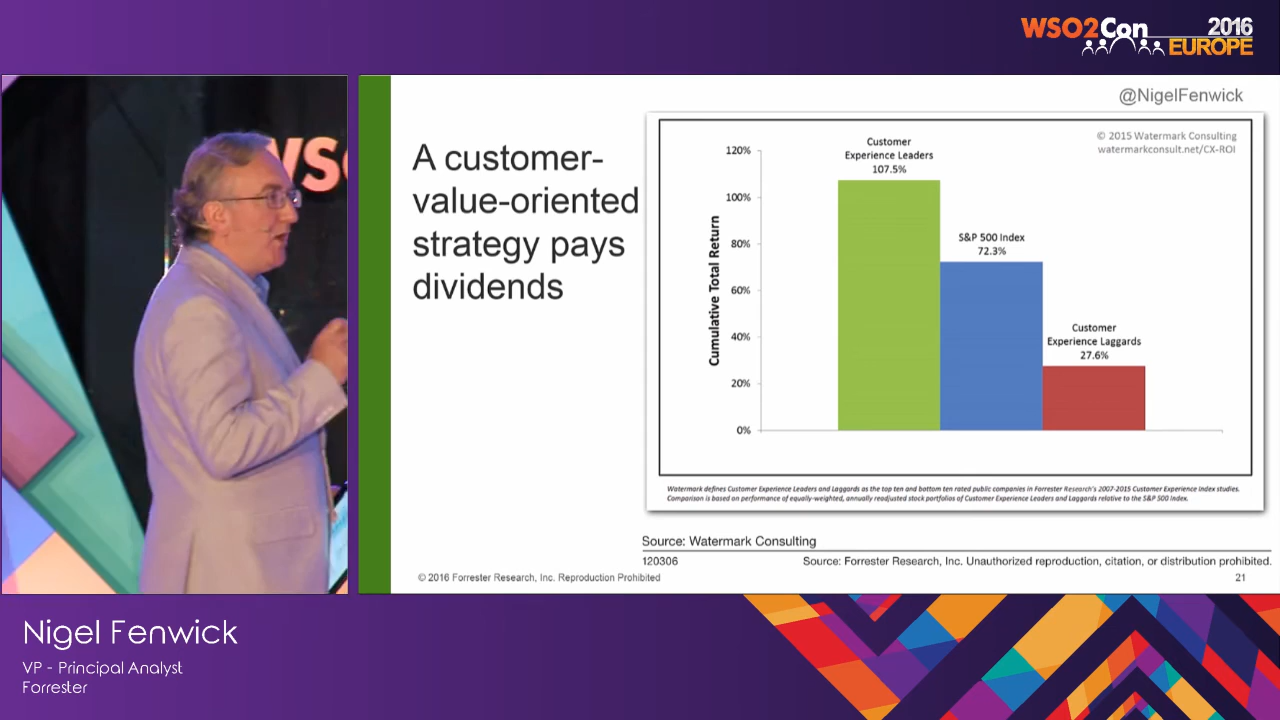 WSO2Con 2016
EUROPE
WSO
@NigelFenwick
A customer-
value-oriented
strategy pays
dividends
© 2015 Watermark Consulting
watermarkconsult.net/CX-ROI
Cumulative Total Return
120%
100%
80%
60%
40%
20%
0%
Customer
Experience Leaders
107.5%
S&P 500 Index
72.3%
Customer
Experience Laggards
27.6%
Watermark defines Customer Experience Leaders and Laggards as the top ten and bottom ten rated public companies in Forrester Research's 2007-2015 Customer Experience Index studies.
Comparison is based on performance of equally-weighted, annually readjusted stock portfolios of Customer Experience Leaders and Laggards relative to the S&P 500 Index.
Source: Watermark Consulting
120306
Source: Forrester Research, Inc. Unauthorized reproduction, citation, or distribution prohibited.
© 2016 Forrester Research, Inc. Reproduction Prohibited
21
Nigel Fenwick
VP - Principal Analyst
Forrester